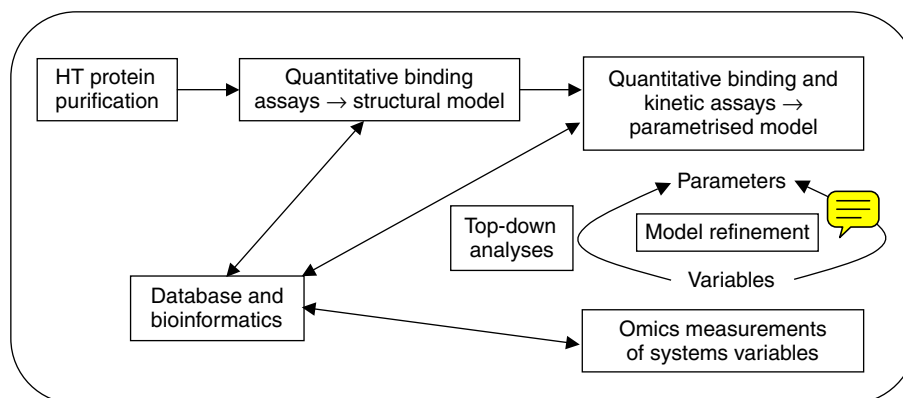 HT protein
purification
Quantitative binding
assays → structural model
Quantitative binding and
kinetic assays →
parametrised model
Parameters
Top-down
analyses
Model refinement
Variables
Database and
bioinformatics
Omics measurements
of systems variables